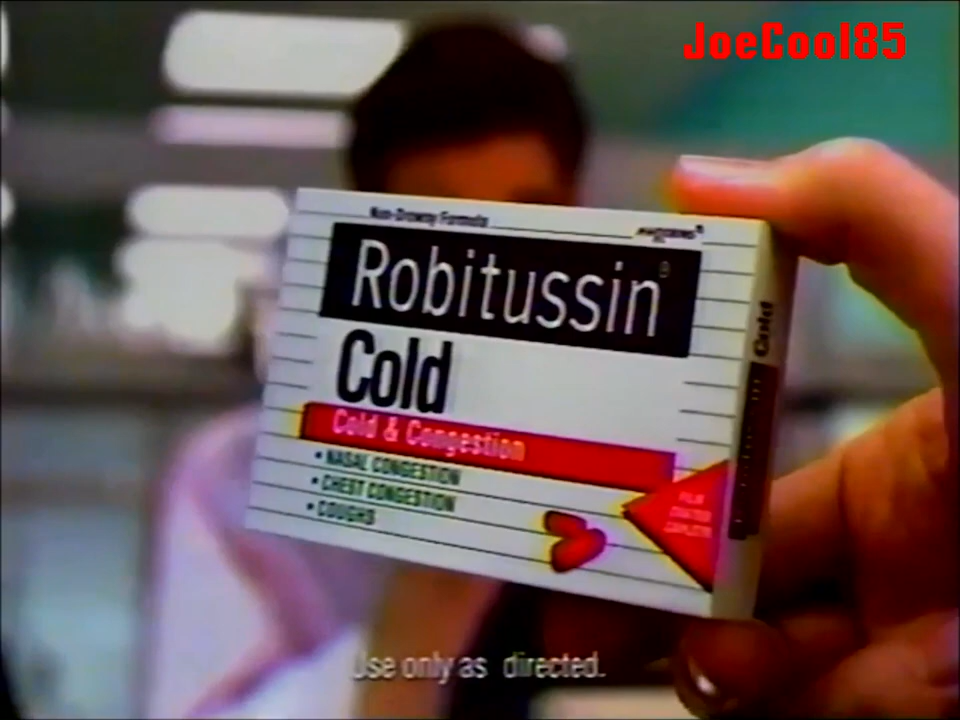 JoeCool85
Non-Drowsy Formula
Robitussin®
Cold
Cold & Congestion
• NASAL CONGESTION
• CHEST CONGESTION
• COUGHS
FILM
COATED
CAPLETS
Cold
Use only as directed.